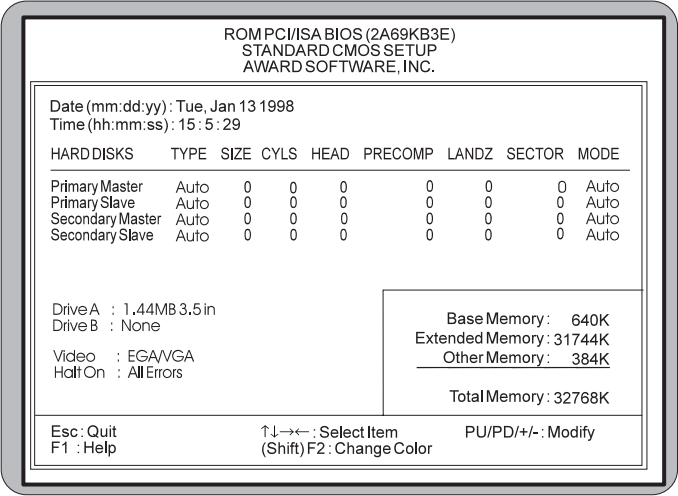 ROM PCI/ISA BIOS (2A69KB3E)
STANDARD CMOS SETUP
AWARD SOFTWARE, INC.
Date (mm:dd:yy) : Tue, Jan 13 1998
Time (hh:mm:ss) : 15 : 5 : 29
HARD DISKS TYPE SIZE CYLS HEAD PRECOMP LANDZ SECTOR MODE
Primary Master Auto 0 0 0 0 0 0 Auto
Primary Slave Auto 0 0 0 0 0 0 Auto
Secondary Master Auto 0 0 0 0 0 0 Auto
Secondary Slave Auto 0 0 0 0 0 0 Auto
Drive A : 1.44MB 3.5 in
Drive B : None
Video : EGA/VGA
Halt On : All Errors
Base Memory : 640K
Extended Memory : 31744K
Other Memory : 384K
Total Memory : 32768K
Esc : Quit ↑↓→← : Select Item PU/PD/+/- : Modify
F1 : Help (Shift) F2 : Change Color